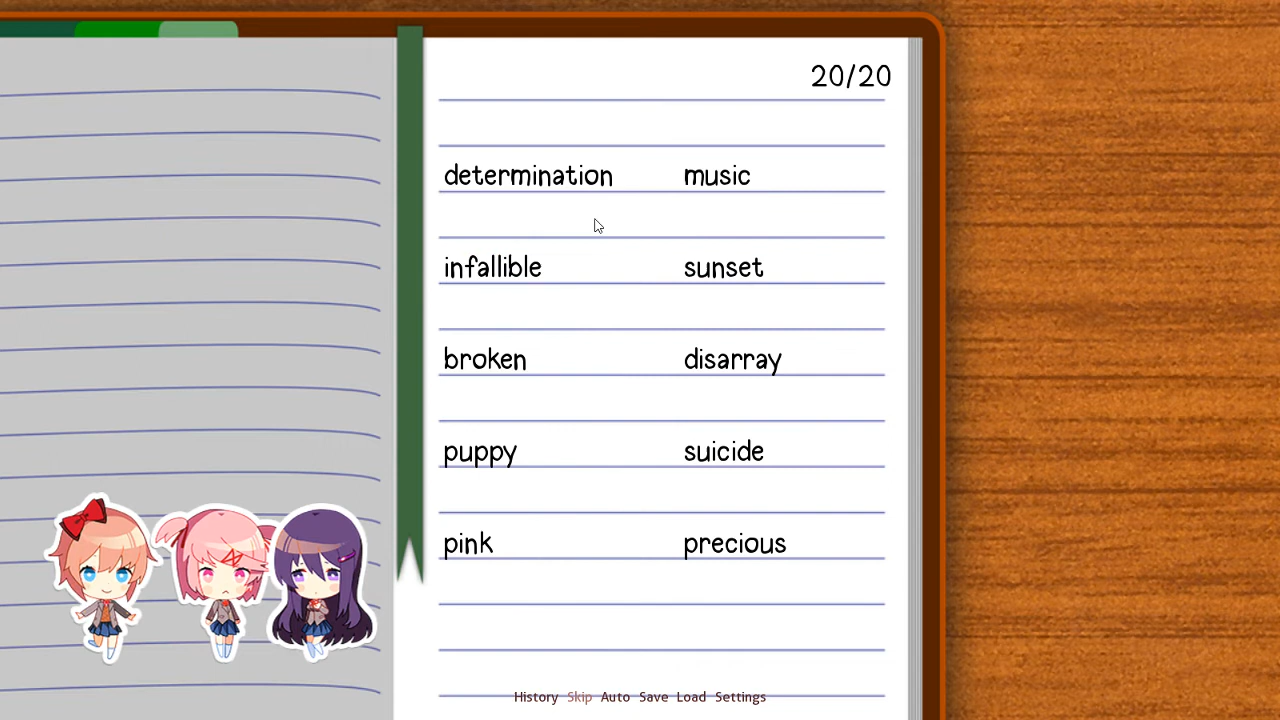 20/20
determination music
infallible sunset
broken disarray
puppy suicide
pink precious
History Skip Auto Save Load Settings